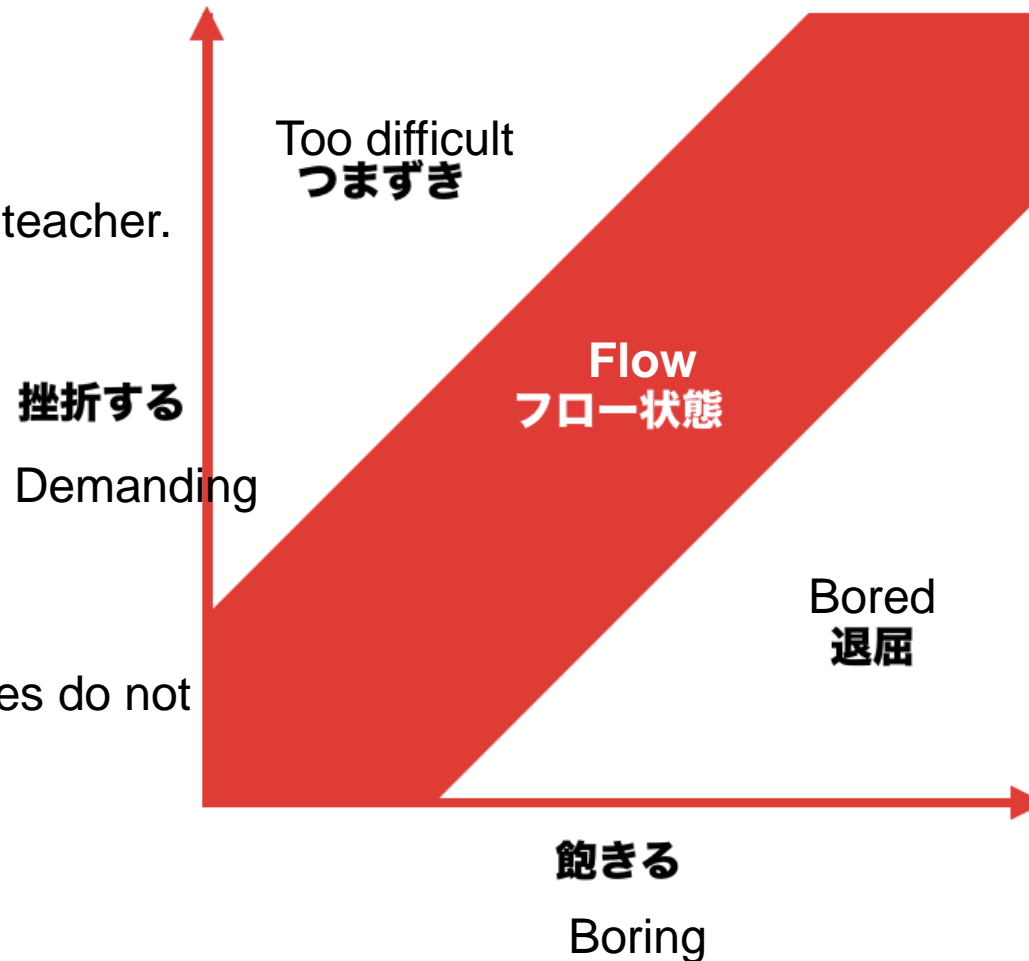 Too difficult
つまずき
teacher.
Flow
フロー状態
挫折する
Demanding
Bored
退屈
es do not
飽きる
Boring